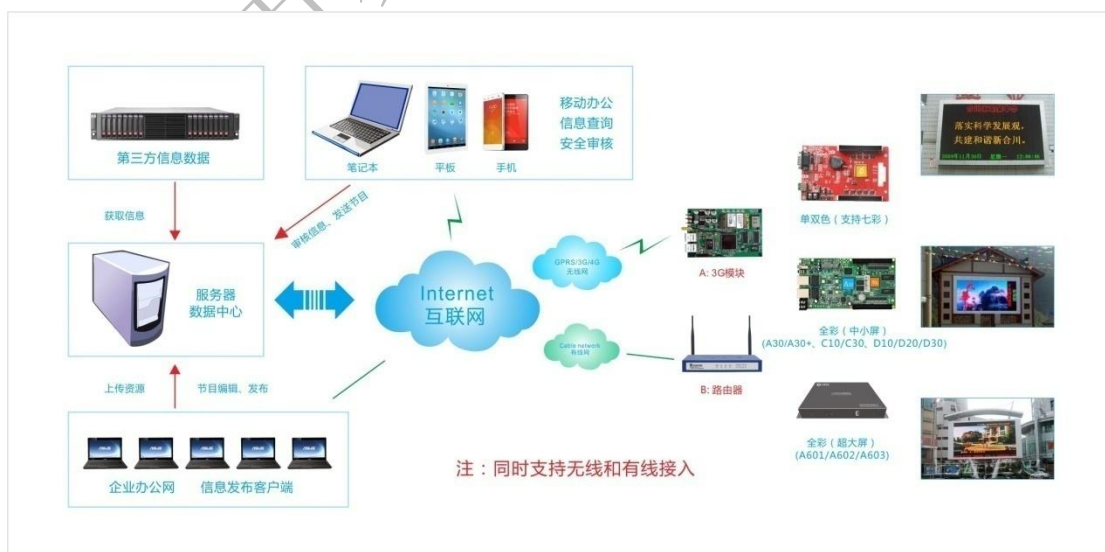 第三方信息数据
移动办公
信息查询
安全审核
笔记本
平板
手机
获取信息
审核信息、发送节目
服务器
数据中心
Internet
互联网
GPRS/3G/4G
无线网
Cable network
有线网
A: 3G模块
B: 路由器
单双色（支持七彩）
全彩（中小屏）
(A30/A30+、C10/C30、D10/D20/D30)
全彩（超大屏）
(A601/A602/A603)
落实科学发展观，
共建和谐新合川。
上传资源
节目编辑、发布
企业办公网
信息发布客户端
注：同时支持无线和有线接入